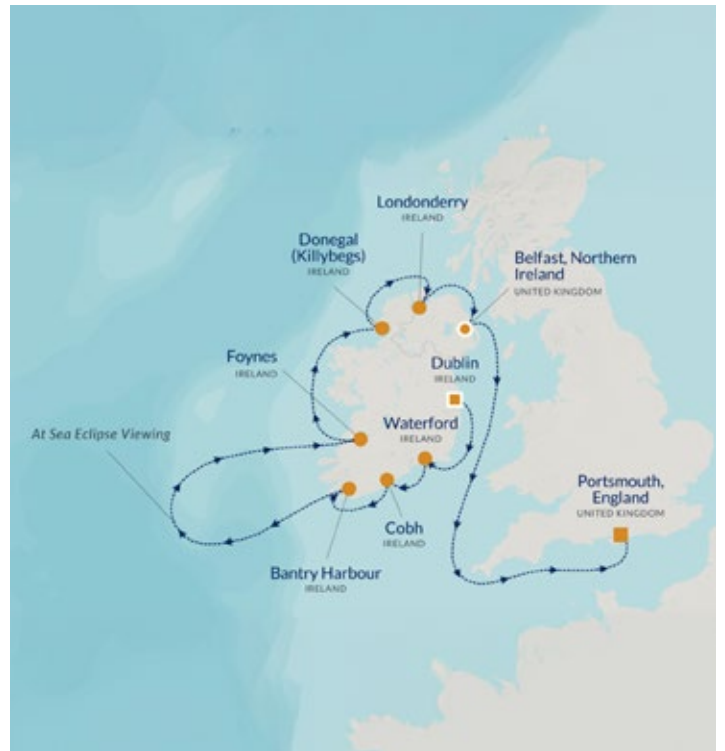 Londonderry
IRELAND
Donegal
(Killybegs)
IRELAND
Belfast, Northern
Ireland
UNITED KINGDOM
Foynes
IRELAND
Dublin
IRELAND
Waterford
IRELAND
At Sea Eclipse Viewing
Portsmouth,
England
UNITED KINGDOM
Cobh
IRELAND
Bantry Harbour
IRELAND